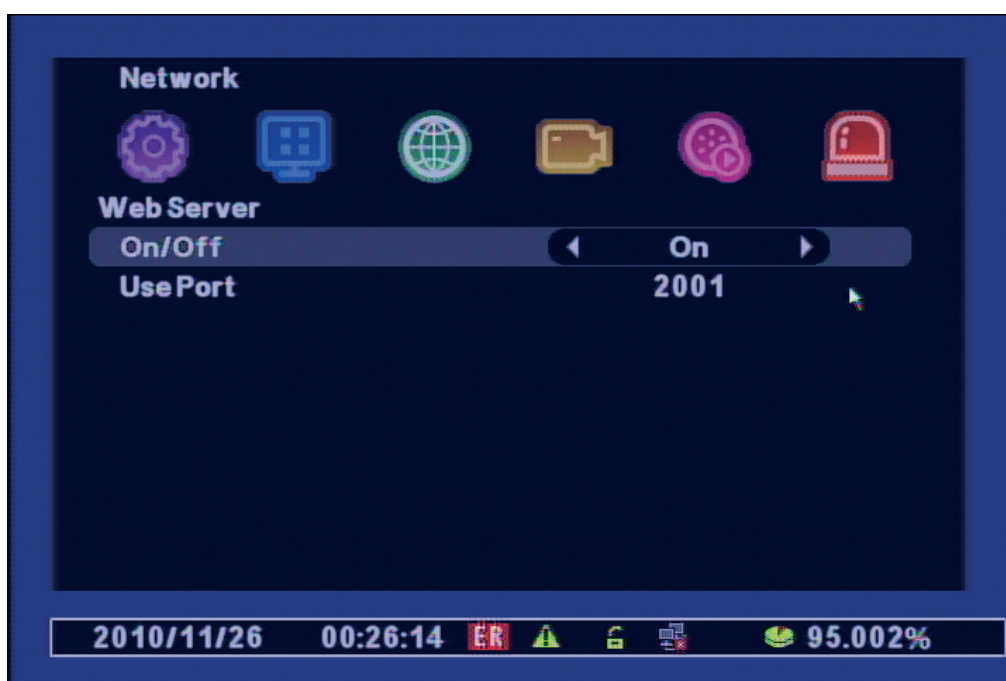 Network
Web Server
On/Off On
Use Port 2001
2010/11/26 00:26:14 ER 95.002%